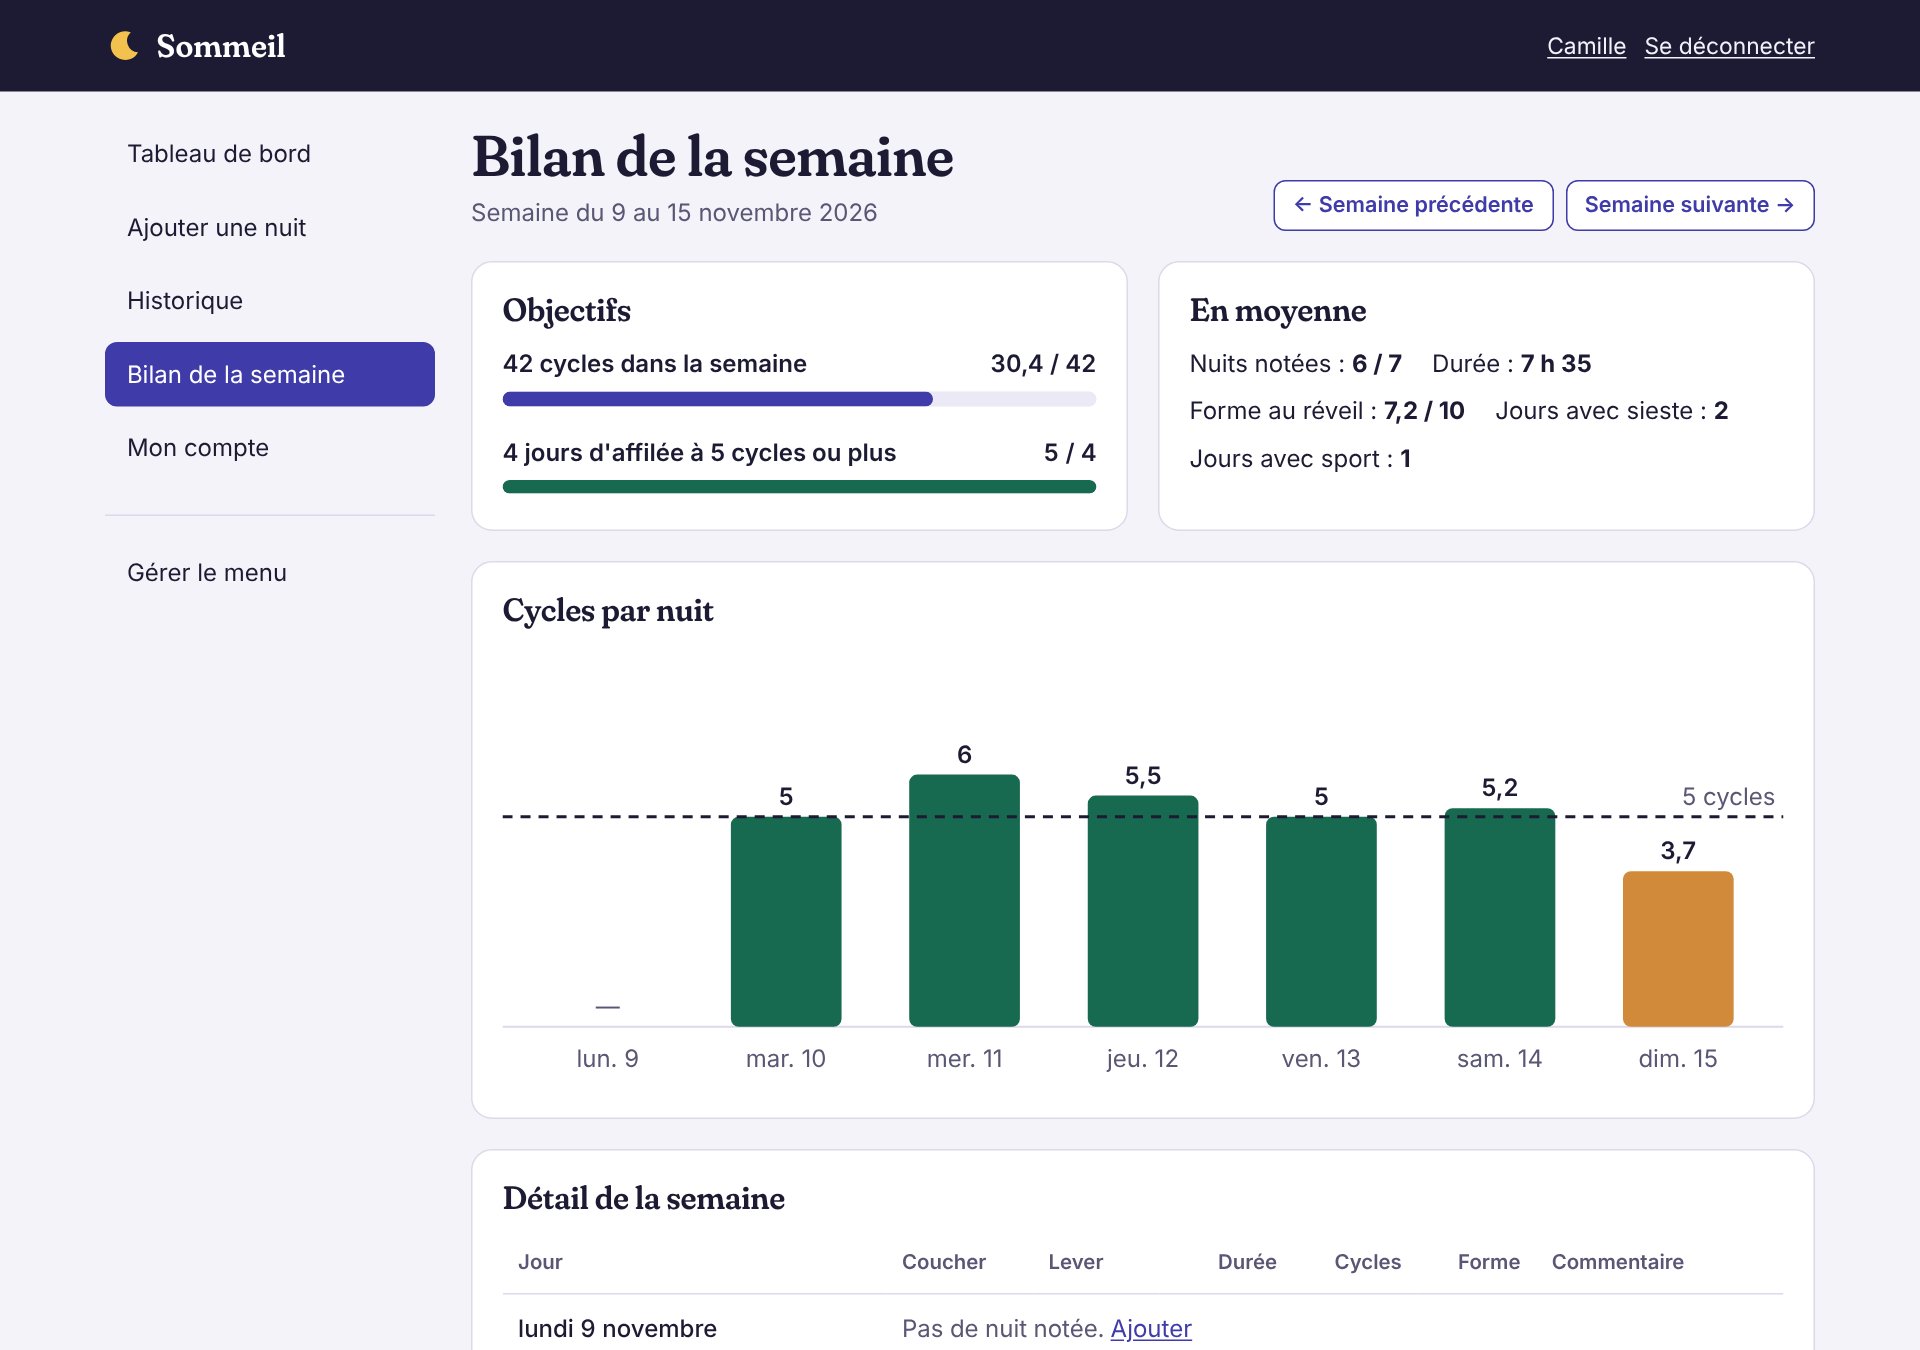 Sommeil
Camille Se déconnecter
Tableau de bord
Ajouter une nuit
Historique
Bilan de la semaine
Mon compte
Gérer le menu
Bilan de la semaine
Semaine du 9 au 15 novembre 2026
← Semaine précédente
Semaine suivante →
Objectifs
42 cycles dans la semaine 30,4 / 42
4 jours d'affilée à 5 cycles ou plus 5 / 4
En moyenne
Nuits notées : 6 / 7 Durée : 7 h 35
Forme au réveil : 7,2 / 10 Jours avec sieste : 2
Jours avec sport : 1
Cycles par nuit
— 5 6 5,5 5 5,2 3,7
5 cycles
lun. 9 mar. 10 mer. 11 jeu. 12 ven. 13 sam. 14 dim. 15
Détail de la semaine
Jour Coucher Lever Durée Cycles Forme Commentaire
lundi 9 novembre Pas de nuit notée. Ajouter